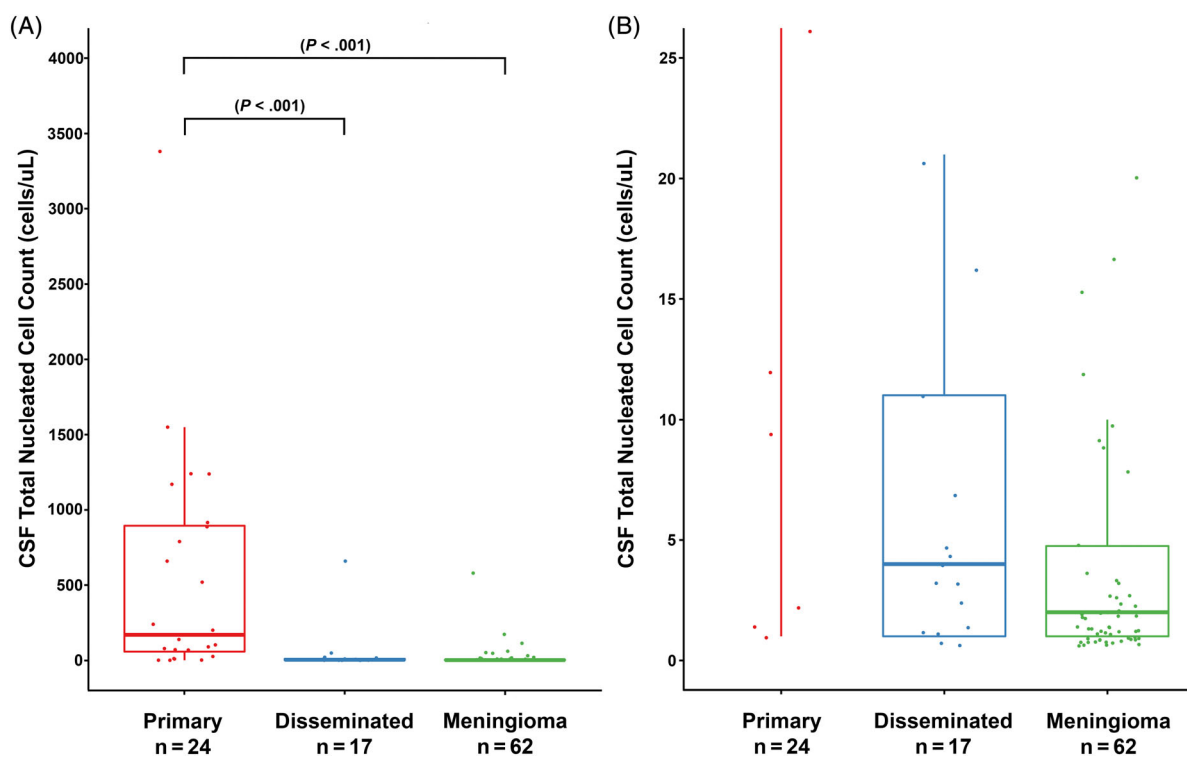 (A)
CSF Total Nucleated Cell Count (cells/uL)
4000
3500
3000
2500
2000
1500
1000
500
0
(P < .001)
(P < .001)
Primary
n = 24
Disseminated
n = 17
Meningioma
n = 62
(B)
CSF Total Nucleated Cell Count (cells/uL)
25
20
15
10
5
0
Primary
n = 24
Disseminated
n = 17
Meningioma
n = 62